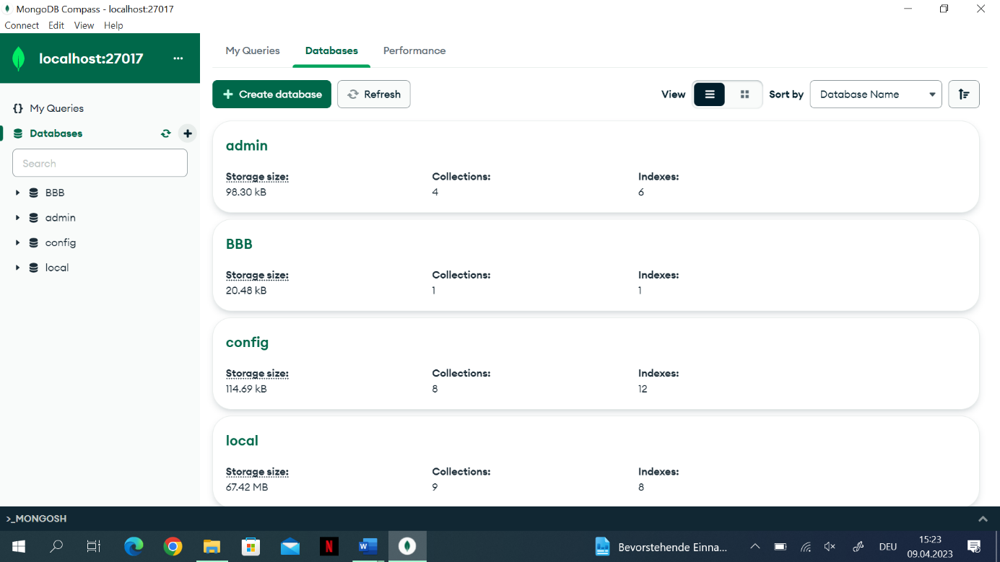 MongoDB Compass - localhost:27017
Connect Edit View Help
localhost:27017 ...
My Queries
Databases
Search
BBB
admin
config
local
My Queries Databases Performance
+ Create database Refresh View Sort by Database Name
admin
Storage size: Collections: Indexes:
98.30 kB 4 6
BBB
Storage size: Collections: Indexes:
20.48 kB 1 1
config
Storage size: Collections: Indexes:
114.69 kB 8 12
local
Storage size: Collections: Indexes:
67.42 MB 9 8
>_MONGOSH
N W Bevorstehende Einna... DEU 15:23
09.04.2023